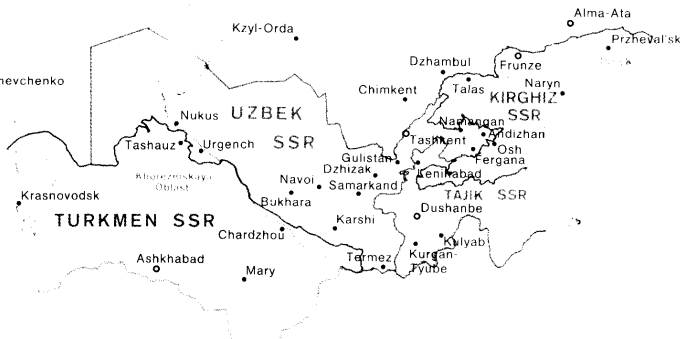 Alma-Ata
Kzyl-Orda
Przheval'sk
Dzhambul
Frunze
hevchenko
Chimkent
Talas
Naryn
KIRGHIZ
SSR
Nukus
UZBEK
SSR
Namangan
Andizhan
Tashauz
Urgench
Tashkent
Osh
Gulistan
Fergana
Dzhizak
Leninabad
Khorezmskaya
Oblast
Navoi
Samarkand
TAJIK SSR
Krasnovodsk
Bukhara
Dushanbe
TURKMEN SSR
Karshi
Chardzhou
Kulyab
Ashkhabad
Termez
Kurgan-
Tyube
Mary